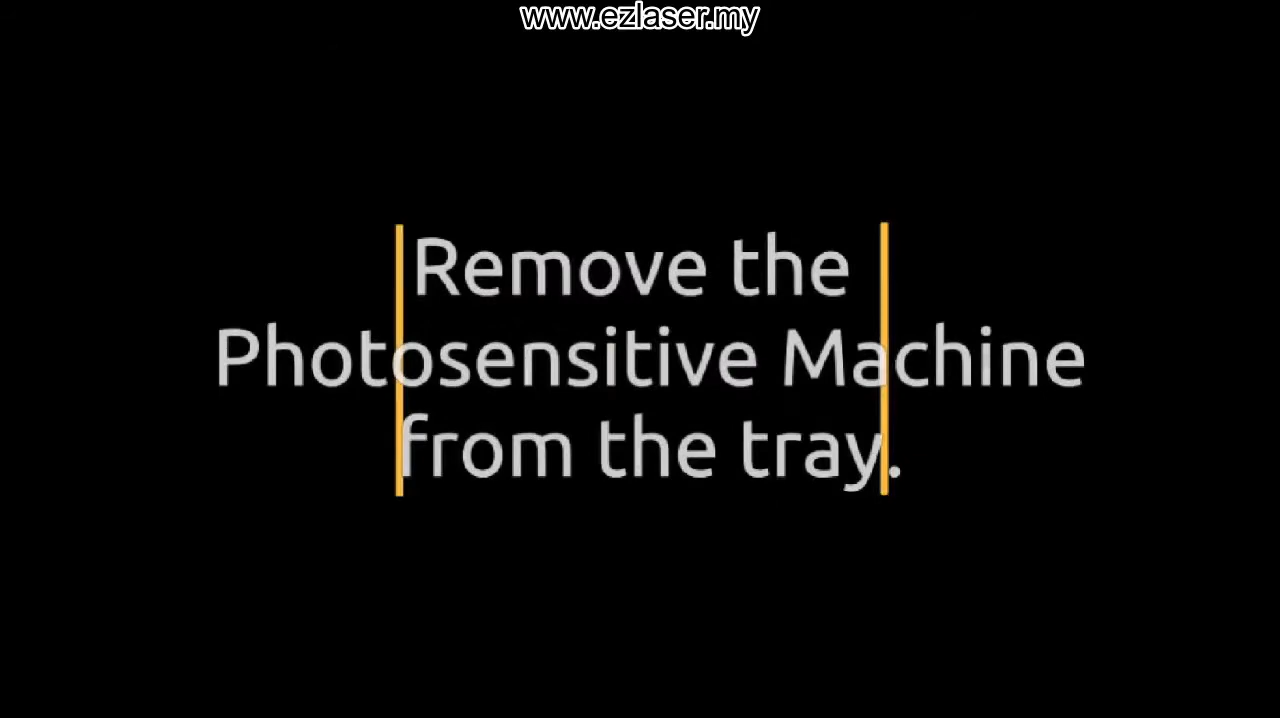 www.ezlaser.my
Remove the
Photosensitive Machine
from the tray.